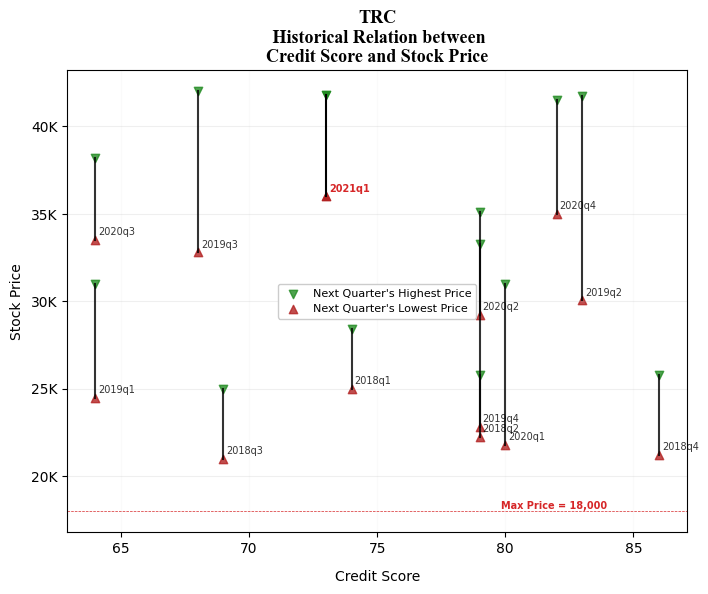 TRC
Historical Relation between
Credit Score and Stock Price
40K
35K
30K
25K
20K
Stock Price
2020q3
2019q3
2021q1
2020q4
2019q2
2020q2
Next Quarter's Highest Price
Next Quarter's Lowest Price
2019q1
2018q1
2018q3
2019q4
2018q2
2020q1
2018q4
Max Price = 18,000
65
70
75
80
85
Credit Score